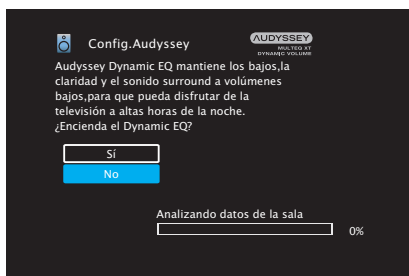 Config.Audyssey
AUDYSSEY
MULTEQ XT
DYNAMIC VOLUME
Audyssey Dynamic EQ mantiene los bajos,la
claridad y el sonido surround a volúmenes
bajos,para que pueda disfrutar de la
televisión a altas horas de la noche.
¿Encienda el Dynamic EQ?
Sí
No
Analizando datos de la sala
0%